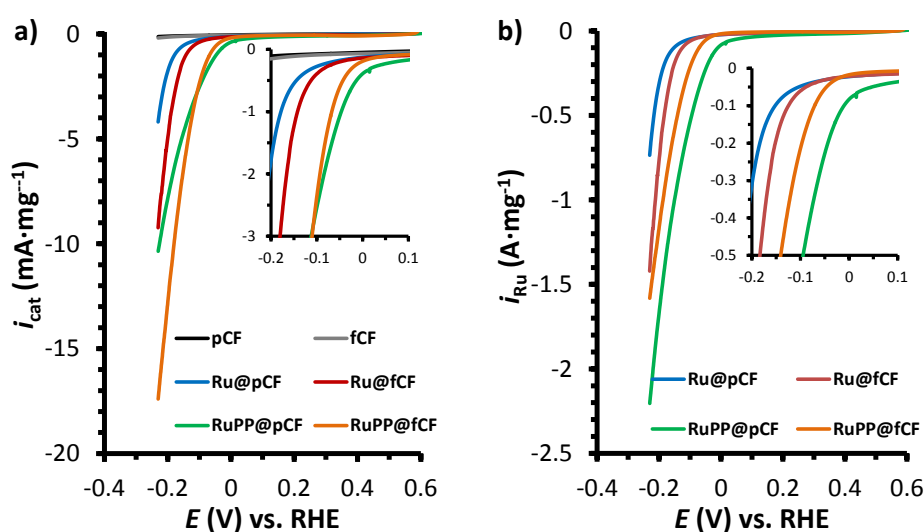 a)
i_cat (mA·mg⁻⁻¹)
0
-5
-10
-15
-20
-0.4
-0.2
0
0.2
0.4
0.6
E (V) vs. RHE
0
-1
-2
-3
-0.2
-0.1
0
0.1
pCF
fCF
Ru@pCF
Ru@fCF
RuPP@pCF
RuPP@fCF
b)
i_Ru (A·mg⁻¹)
0
-0.5
-1
-1.5
-2
-2.5
-0.4
-0.2
0
0.2
0.4
0.6
E (V) vs. RHE
0
-0.1
-0.2
-0.3
-0.4
-0.5
-0.2
-0.1
0
0.1
Ru@pCF
Ru@fCF
RuPP@pCF
RuPP@fCF